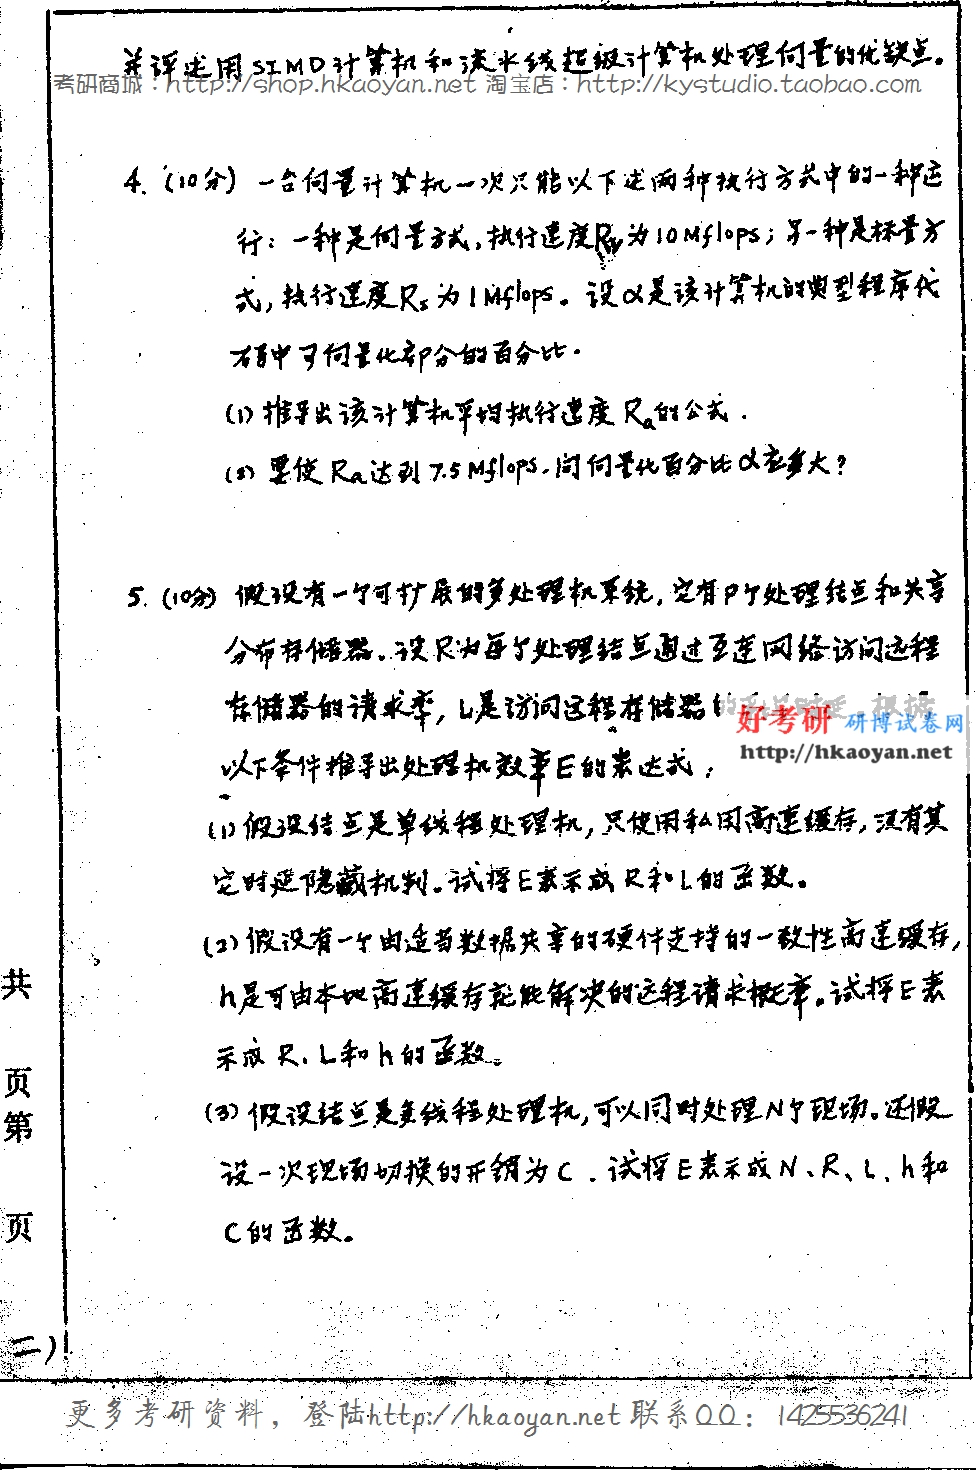 并评述用SIMD计算机和流水线超级计算机处理向量的优缺点。
考研商城：http://shop.hkaoyan.net 淘宝店：http://kystudio.taobao.com
4. (10分) 一台向量计算机一次只能以下述两种执行方式中的一种运
行：一种是向量方式，执行速度Rv为10Mflops；另一种是标量方
式，执行速度Rs为1Mflops。设α是该计算机的典型程序代
码中可向量化部分的百分比.
(1) 推导出该计算机平均执行速度Ra的公式.
(2) 要使Ra达到7.5Mflops.问向量化百分比α应多大?
5. (10分) 假设有一个可扩展的多处理机系统，它有P个处理结点和共享
分布存储器。设R为每个处理结点通过互连网络访问远程
存储器的请求率，L是访问远程存储器的
好考研 研博试卷网
http://hkaoyan.net
以下条件推导出处理机效率E的表达式：
(1) 假设结点是单线程处理机，只使用私用高速缓存，没有其
它时延隐藏机制。试将E表示成R和L的函数。
(2) 假设有一个由适当数据共享的硬件支持的一致性高速缓存，
h是可由本地高速缓存就能解决的远程请求概率。试将E表
示成R、L和h的函数。
(3) 假设结点是多线程处理机，可以同时处理N个现场。还假
设一次现场切换的开销为C．试将E表示成N、R、L、h和
C的函数。
共
页
第
页
二)
更多考研资料，登陆http://hkaoyan.net 联系QQ：1425536241